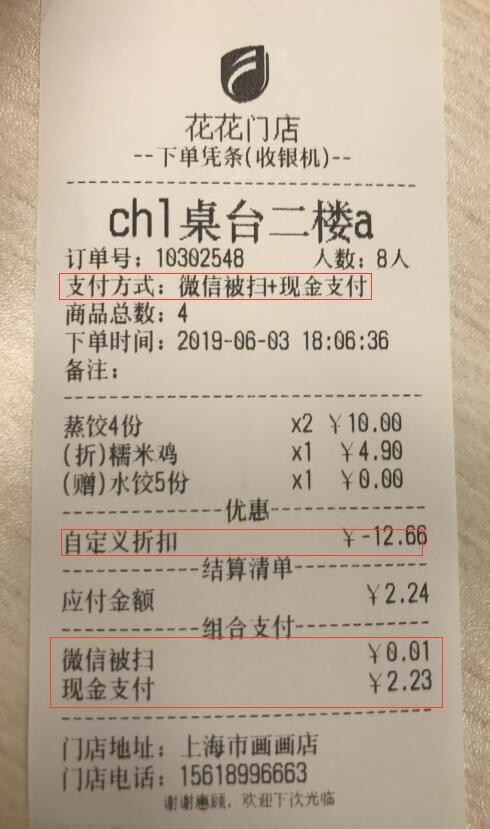 花花门店
--下单凭条(收银机)--
chl桌台二楼a
订单号：10302548 人数：8人
支付方式：微信被扫+现金支付
商品总数：4
下单时间：2019-06-03 18:06:36
备注：
蒸饺4份 x2 ￥10.00
(折)糯米鸡 x1 ￥4.90
(赠)水饺5份 x1 ￥0.00
优惠
自定义折扣 ￥-12.66
结算清单
应付金额 ￥2.24
组合支付
微信被扫 ￥0.01
现金支付 ￥2.23
门店地址：上海市画画店
门店电话：15618996663
谢谢惠顾，欢迎下次光临